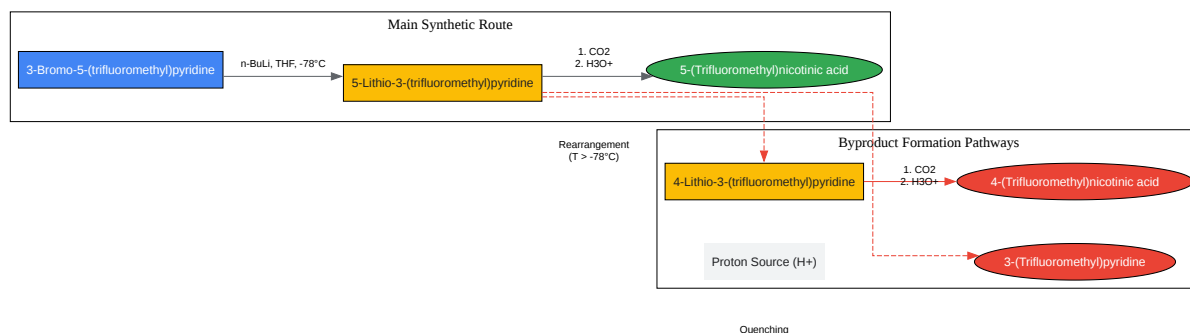 Main Synthetic Route
3-Bromo-5-(trifluoromethyl)pyridine
n-BuLi, THF, -78°C
5-Lithio-3-(trifluoromethyl)pyridine
1. CO2
2. H3O+
5-(Trifluoromethyl)nicotinic acid
Rearrangement
(T > -78°C)
Byproduct Formation Pathways
4-Lithio-3-(trifluoromethyl)pyridine
1. CO2
2. H3O+
4-(Trifluoromethyl)nicotinic acid
Proton Source (H+)
3-(Trifluoromethyl)pyridine
Quenching